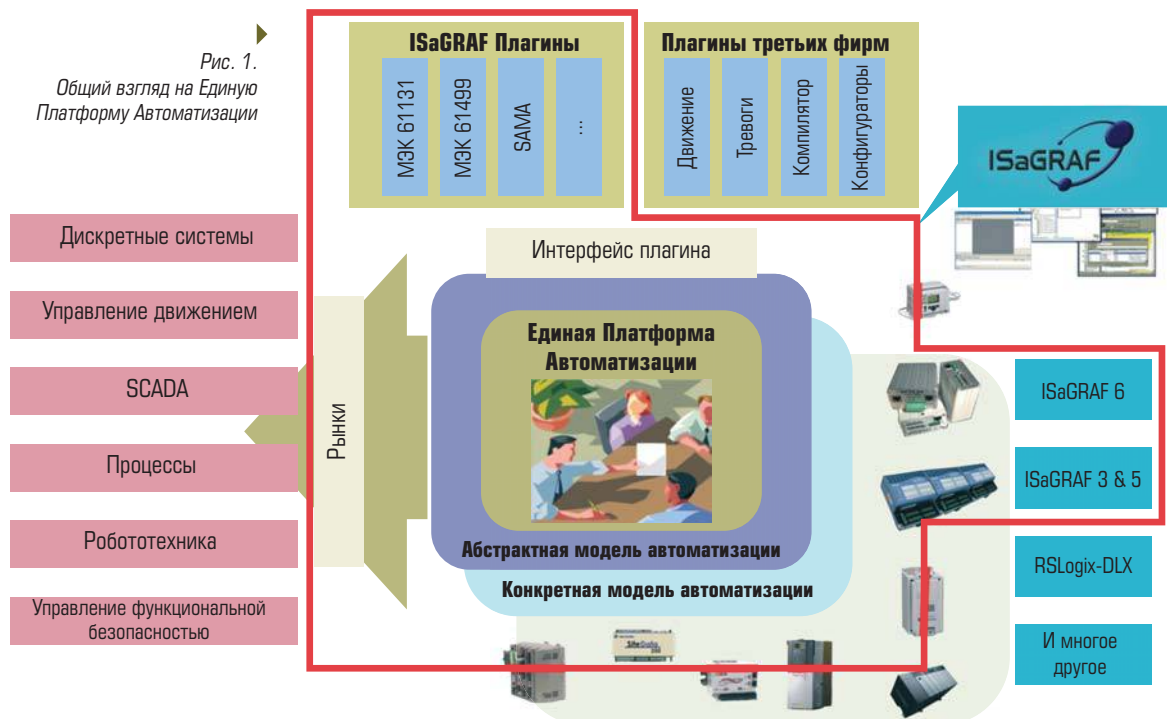 Рис. 1.
Общий взгляд на Единую
Платформу Автоматизации
ISaGRAF Плагины
МЭК 61131
МЭК 61499
SAMA
...
Плагины третьих фирм
Движение
Тревоги
Компилятор
Конфигураторы
ISaGRAF
Дискретные системы
Управление движением
SCADA
Процессы
Робототехника
Управление функциональной
безопасностью
Рынки
Интерфейс плагина
Единая Платформа
Автоматизации
Абстрактная модель автоматизации
Конкретная модель автоматизации
ISaGRAF 6
ISaGRAF 3 & 5
RSLogix-DLX
И многое
другое